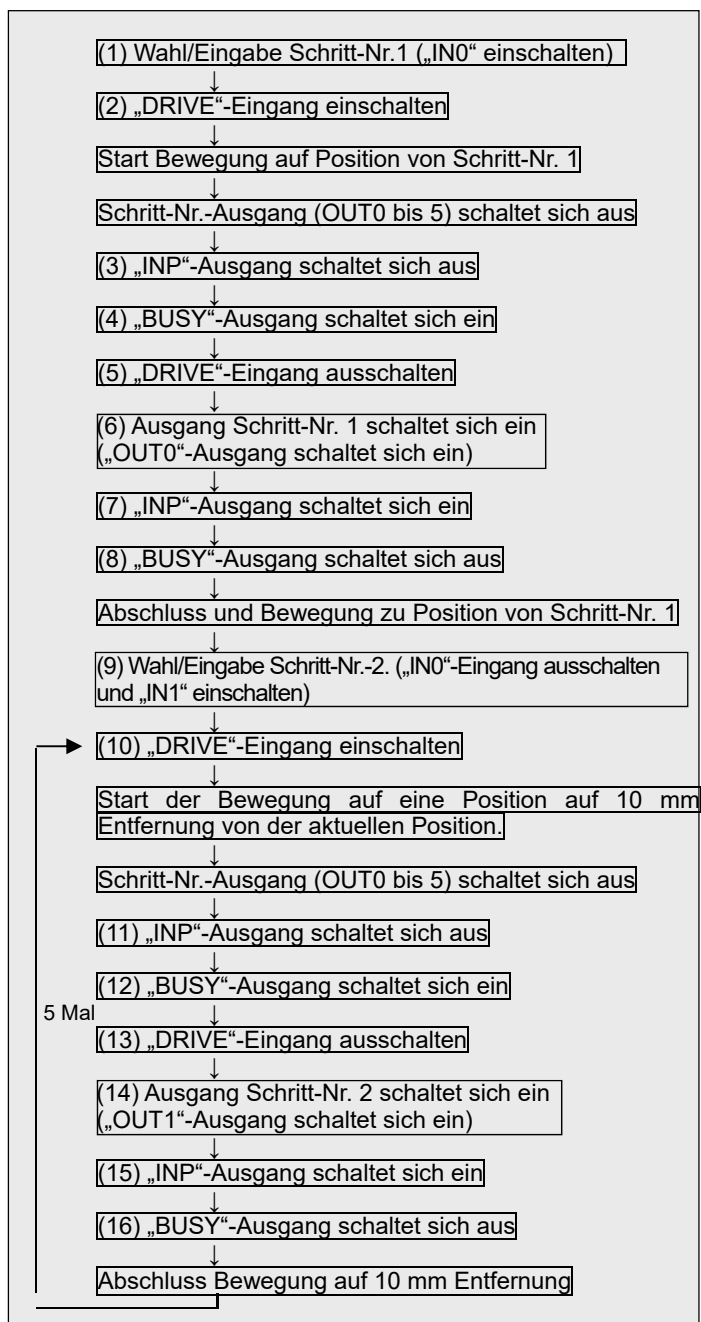 (1) Wahl/Eingabe Schritt-Nr.1 („IN0“ einschalten)
↓
(2) „DRIVE“-Eingang einschalten
↓
Start Bewegung auf Position von Schritt-Nr. 1
↓
Schritt-Nr.-Ausgang (OUT0 bis 5) schaltet sich aus
↓
(3) „INP“-Ausgang schaltet sich aus
↓
(4) „BUSY“-Ausgang schaltet sich ein
↓
(5) „DRIVE“-Eingang ausschalten
↓
(6) Ausgang Schritt-Nr. 1 schaltet sich ein
(„OUT0“-Ausgang schaltet sich ein)
↓
(7) „INP“-Ausgang schaltet sich ein
↓
(8) „BUSY“-Ausgang schaltet sich aus
↓
Abschluss und Bewegung zu Position von Schritt-Nr. 1
↓
(9) Wahl/Eingabe Schritt-Nr.-2. („IN0“-Eingang ausschalten
und „IN1“ einschalten)
↓
(10) „DRIVE“-Eingang einschalten
↓
Start der Bewegung auf eine Position auf 10 mm
Entfernung von der aktuellen Position.
↓
Schritt-Nr.-Ausgang (OUT0 bis 5) schaltet sich aus
↓
(11) „INP“-Ausgang schaltet sich aus
↓
(12) „BUSY“-Ausgang schaltet sich ein
5 Mal
↓
(13) „DRIVE“-Eingang ausschalten
↓
(14) Ausgang Schritt-Nr. 2 schaltet sich ein
(„OUT1“-Ausgang schaltet sich ein)
↓
(15) „INP“-Ausgang schaltet sich ein
↓
(16) „BUSY“-Ausgang schaltet sich aus
↓
Abschluss Bewegung auf 10 mm Entfernung